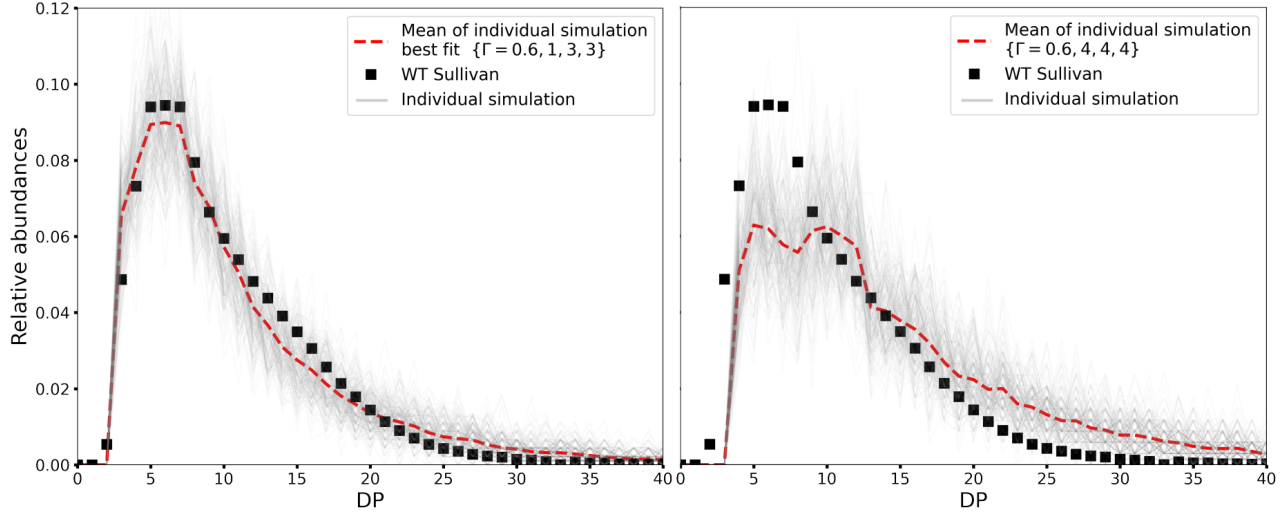 0.12
0.10
0.08
0.06
0.04
0.02
0.00
Relative abundances
Mean of individual simulation
best fit {Γ = 0.6, 1, 3, 3}
WT Sullivan
Individual simulation
0 5 10 15 20 25 30 35 40
DP
Mean of individual simulation
{Γ = 0.6, 4, 4, 4}
WT Sullivan
Individual simulation
0 5 10 15 20 25 30 35 40
DP